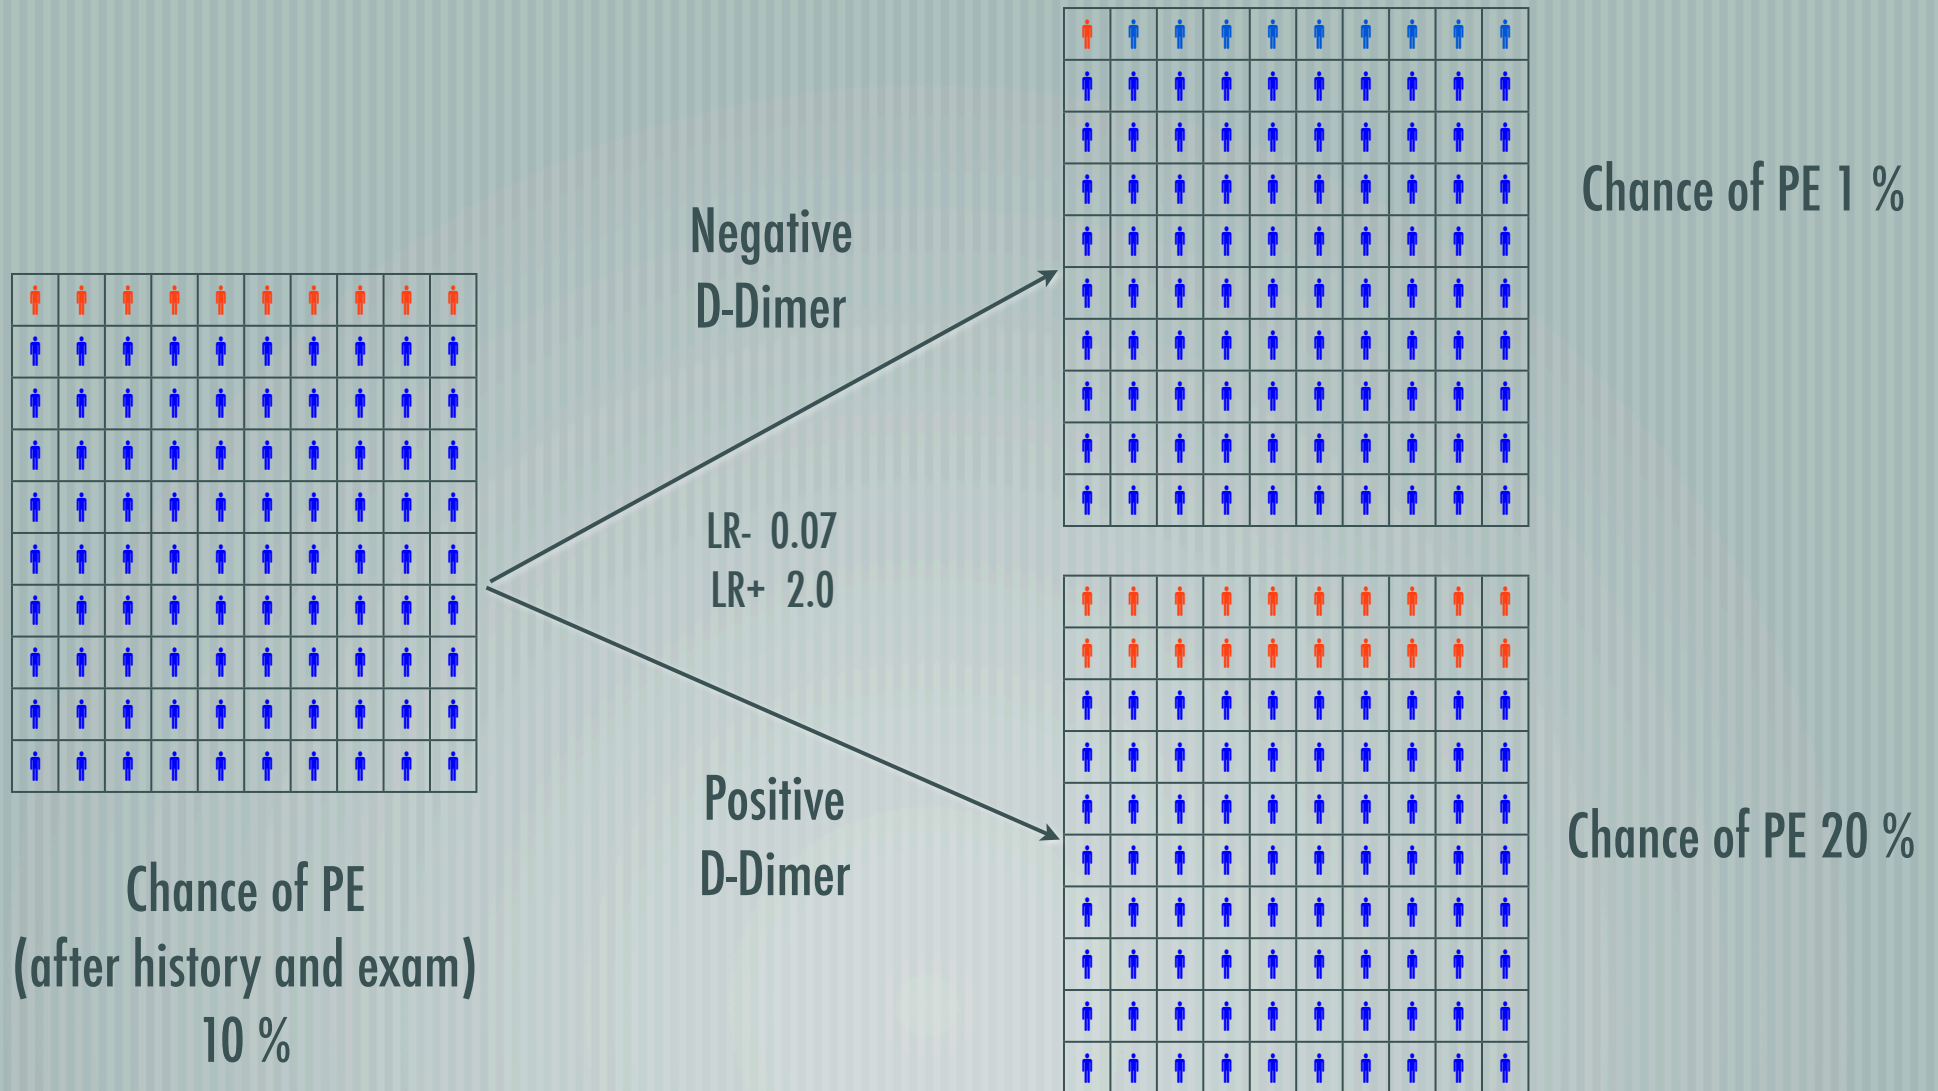 Chance of PE
(after history and exam)
10 %
Negative
D-Dimer
LR- 0.07
LR+ 2.0
Positive
D-Dimer
Chance of PE 1 %
Chance of PE 20 %